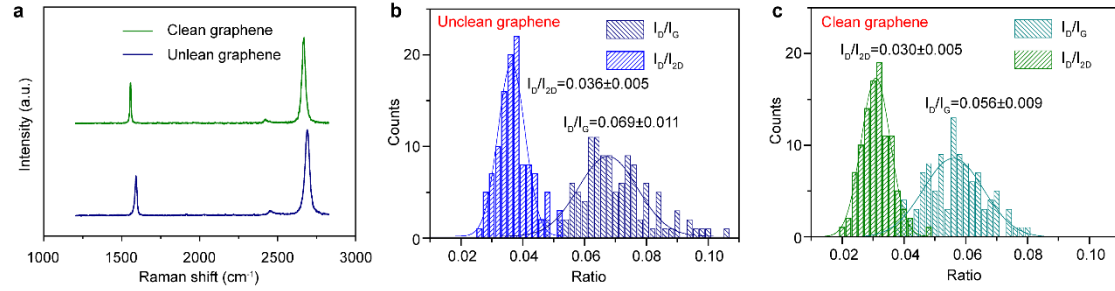 a
Clean graphene
Unlean graphene
Intensity (a.u.)
1000 1500 2000 2500 3000
Raman shift (cm⁻¹)
b
Unclean graphene
I_D/I_G
I_D/I_2D
I_D/I_2D=0.036±0.005
I_D/I_G=0.069±0.011
Counts
20
10
0
0.02 0.04 0.06 0.08 0.10
Ratio
c
Clean graphene
I_D/I_G
I_D/I_2D
I_D/I_2D=0.030±0.005
I_D/I_G=0.056±0.009
Counts
20
10
0
0.02 0.04 0.06 0.08 0.10
Ratio